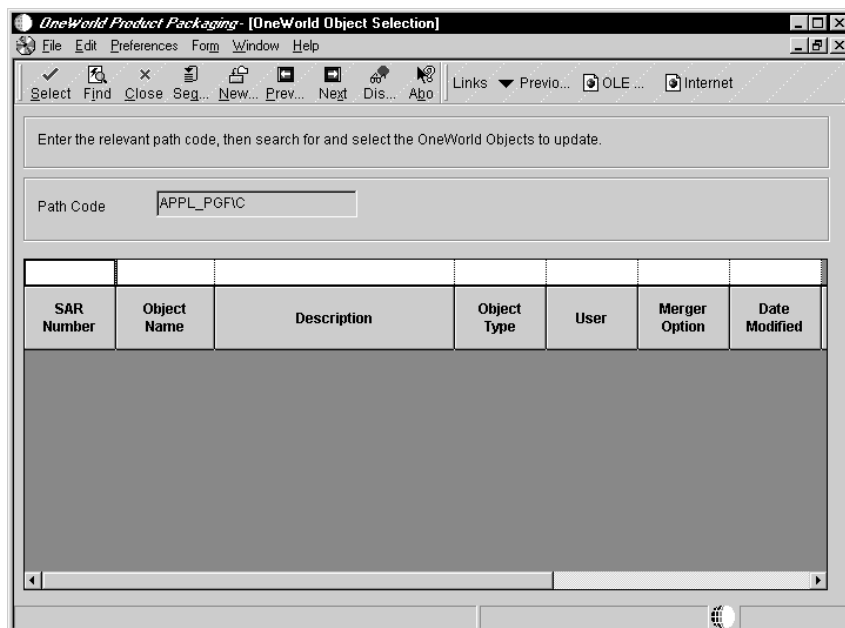 OneWorld Product Packaging - [OneWorld Object Selection]
File Edit Preferences Form Window Help
Select Find Close Seq... New... Prev... Next Dis... Abo Links Previo... OLE ... Internet
Enter the relevant path code, then search for and select the OneWorld Objects to update.
Path Code APPL_PGF\C
SAR Number Object Name Description Object Type User Merger Option Date Modified